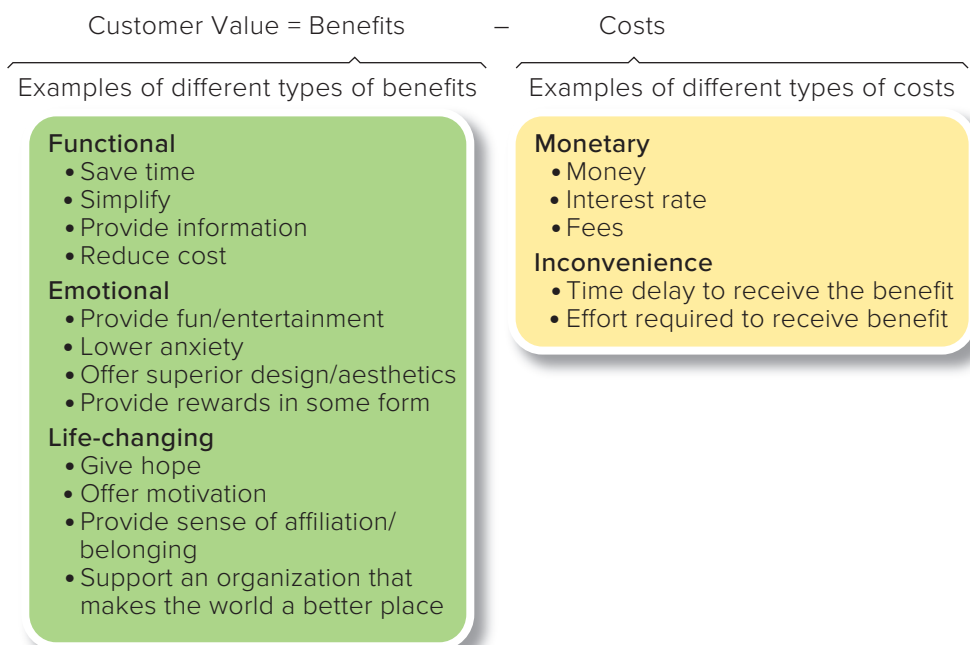 Customer Value = Benefits – Costs
Examples of different types of benefits
Functional
• Save time
• Simplify
• Provide information
• Reduce cost
Emotional
• Provide fun/entertainment
• Lower anxiety
• Offer superior design/aesthetics
• Provide rewards in some form
Life-changing
• Give hope
• Offer motivation
• Provide sense of affiliation/
belonging
• Support an organization that
makes the world a better place
Examples of different types of costs
Monetary
• Money
• Interest rate
• Fees
Inconvenience
• Time delay to receive the benefit
• Effort required to receive benefit